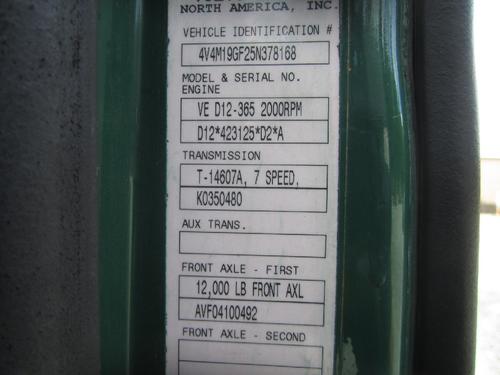 NORTH AMERICA, INC.
VEHICLE IDENTIFICATION #
4V4M19GF25N378168
MODEL & SERIAL NO.
ENGINE
VE D12-365 2000RPM
D12*423125*D2*A
TRANSMISSION
T-14607A, 7 SPEED,
K0350480
AUX TRANS.
FRONT AXLE - FIRST
12,000 LB FRONT AXL
AVF04100492
FRONT AXLE - SECOND